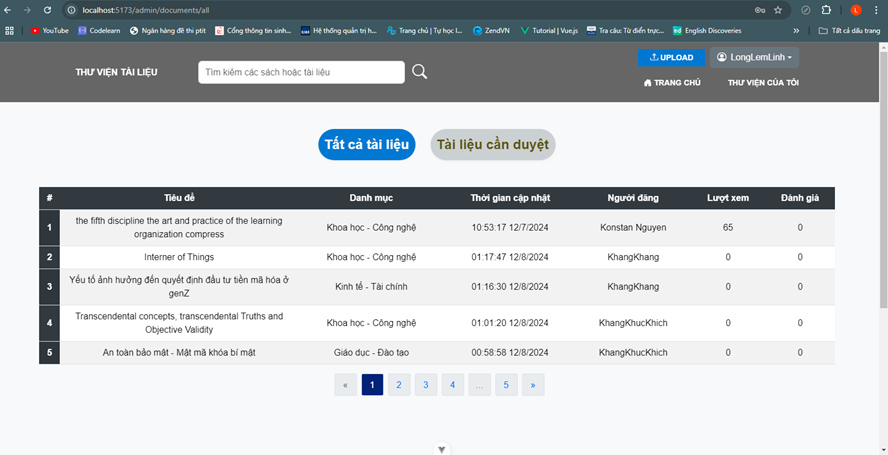 localhost:5173/admin/documents/all
YouTube Codelearn Ngân hàng đề thi ptit Cổng thông tin sinh... Hệ thống quản trị h... Trang chủ | Tự học l... ZendVN Tutorial | Vue.js Tra câu: Từ điển trực... English Discoveries » Tất cả dấu trang
THƯ VIỆN TÀI LIỆU Tìm kiếm các sách hoặc tài liệu UPLOAD LongLemLinh
TRANG CHỦ THƯ VIỆN CỦA TÔI
Tất cả tài liệu Tài liệu cần duyệt
# Tiêu đề Danh mục Thời gian cập nhật Người đăng Lượt xem Đánh giá
1 the fifth discipline the art and practice of the learning
organization compress Khoa học - Công nghệ 10:53:17 12/7/2024 Konstan Nguyen 65 0
2 Interner of Things Khoa học - Công nghệ 01:17:47 12/8/2024 KhangKhang 0 0
3 Yếu tố ảnh hưởng đến quyết định đầu tư tiền mã hóa ở
genZ Kinh tế - Tài chính 01:16:30 12/8/2024 KhangKhang 0 0
4 Transcendental concepts, transcendental Truths and
Objective Validity Khoa học - Công nghệ 01:01:20 12/8/2024 KhangKhucKhich 0 0
5 An toàn bảo mật - Mật mã khóa bí mật Giáo dục - Đào tạo 00:58:58 12/8/2024 KhangKhucKhich 0 0
« 1 2 3 4 ... 5 »